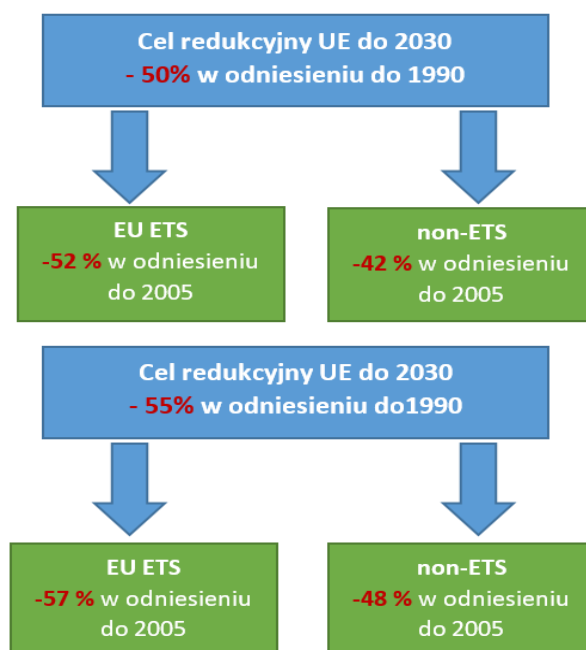 Cel redukcyjny UE do 2030
- 50% w odniesieniu do 1990
EU ETS
-52 % w odniesieniu
do 2005
non-ETS
-42 % w odniesieniu
do 2005
Cel redukcyjny UE do 2030
- 55% w odniesieniu do1990
EU ETS
-57 % w odniesieniu
do 2005
non-ETS
-48 % w odniesieniu
do 2005